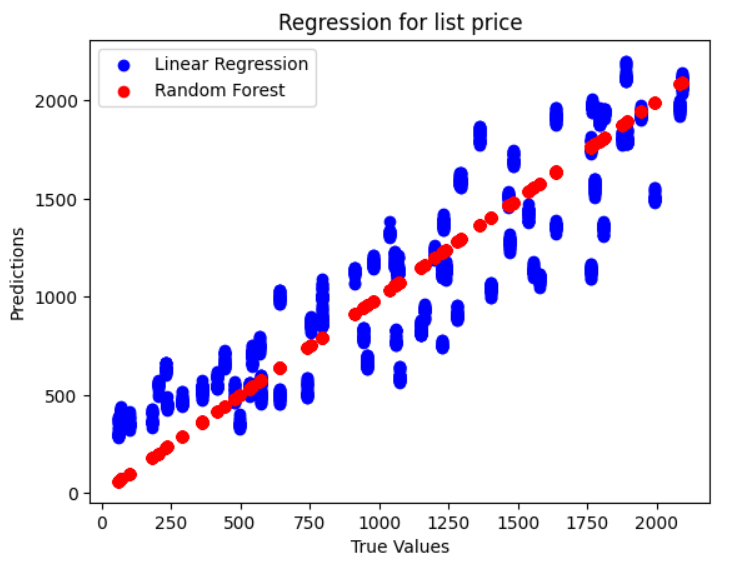 Regression for list price
Linear Regression
Random Forest
2000
1500
1000
500
0
Predictions
0 250 500 750 1000 1250 1500 1750 2000
True Values